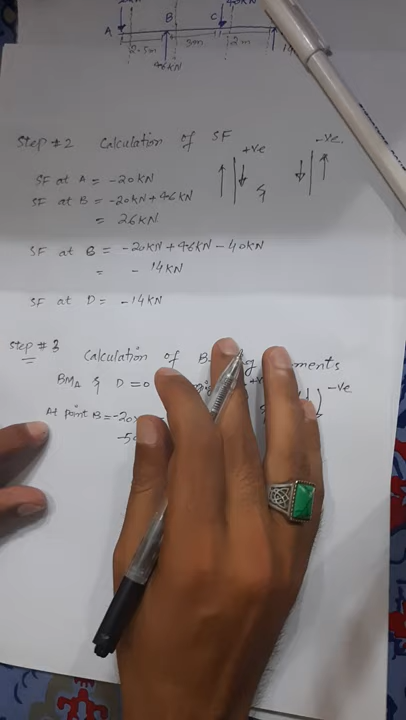 A B C
2.5m 3m 2m
46KN
Step #2 Calculation of SF
+ve -ve
SF at A = -20KN
SF at B = -20KN+46KN
= 26KN
&
SF at B = -20KN+46KN-40KN
= -14KN
SF at D = -14KN
Step #3
Calculation of
BMA & D =0 -ve
At point B = -20